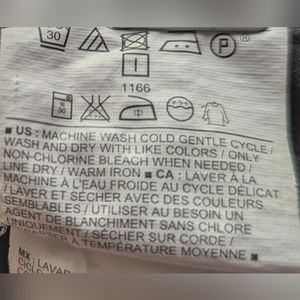 30
P
I
1166
■ US : MACHINE WASH COLD GENTLE CYCLE/
WASH AND DRY WITH LIKE COLORS / ONLY
NON-CHLORINE BLEACH WHEN NEEDED /
LINE DRY / WARM IRON ■ CA : LAVER À LA
MACHINE À L'EAU FROIDE AU CYCLE DÉLICAT
/ LAVER ET SÉCHER AVEC DES COULEURS
SEMBLABLES / UTILISER AU BESOIN UN
AGENT DE BLANCHIMENT SANS CHLORE
SIQUEMENT / SÉCHER SUR CORDE /
À TEMPÉRATURE MOYENNE ■
MX : LAVAR